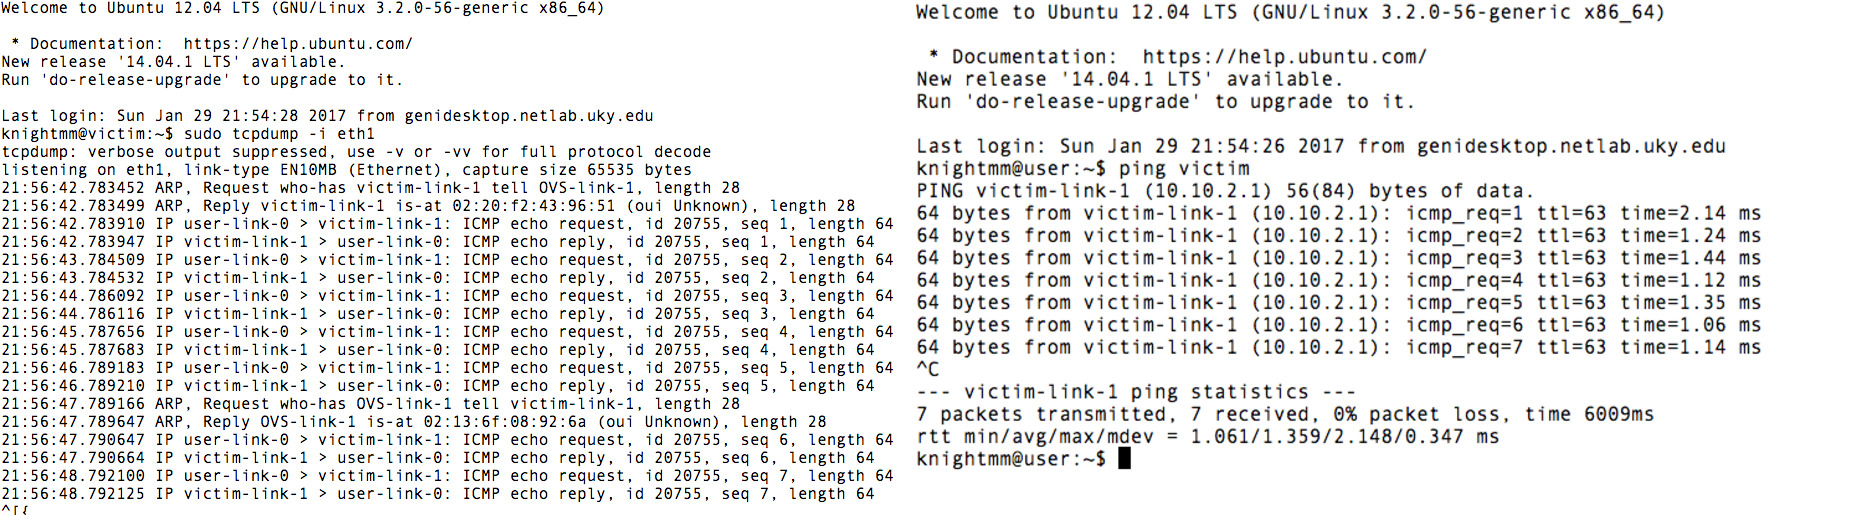 Welcome to Ubuntu 12.04 LTS (GNU/Linux 3.2.0-56-generic x86_64)
* Documentation:  https://help.ubuntu.com/
New release '14.04.1 LTS' available.
Run 'do-release-upgrade' to upgrade to it.
Last login: Sun Jan 29 21:54:28 2017 from genidesktop.netlab.uky.edu
knightmm@victim:~$ sudo tcpdump -i eth1
tcpdump: verbose output suppressed, use -v or -vv for full protocol decode
listening on eth1, link-type EN10MB (Ethernet), capture size 65535 bytes
21:56:42.783452 ARP, Request who-has victim-link-1 tell OVS-link-1, length 28
21:56:42.783499 ARP, Reply victim-link-1 is-at 02:20:f2:43:96:51 (oui Unknown), length 28
21:56:42.783910 IP user-link-0 > victim-link-1: ICMP echo request, id 20755, seq 1, length 64
21:56:42.783947 IP victim-link-1 > user-link-0: ICMP echo reply, id 20755, seq 1, length 64
21:56:43.784509 IP user-link-0 > victim-link-1: ICMP echo request, id 20755, seq 2, length 64
21:56:43.784532 IP victim-link-1 > user-link-0: ICMP echo reply, id 20755, seq 2, length 64
21:56:44.786092 IP user-link-0 > victim-link-1: ICMP echo request, id 20755, seq 3, length 64
21:56:44.786116 IP victim-link-1 > user-link-0: ICMP echo reply, id 20755, seq 3, length 64
21:56:45.787656 IP user-link-0 > victim-link-1: ICMP echo request, id 20755, seq 4, length 64
21:56:45.787683 IP victim-link-1 > user-link-0: ICMP echo reply, id 20755, seq 4, length 64
21:56:46.789183 IP user-link-0 > victim-link-1: ICMP echo request, id 20755, seq 5, length 64
21:56:46.789210 IP victim-link-1 > user-link-0: ICMP echo reply, id 20755, seq 5, length 64
21:56:47.789166 ARP, Request who-has OVS-link-1 tell victim-link-1, length 28
21:56:47.789647 ARP, Reply OVS-link-1 is-at 02:13:6f:08:92:6a (oui Unknown), length 28
21:56:47.790647 IP user-link-0 > victim-link-1: ICMP echo request, id 20755, seq 6, length 64
21:56:47.790664 IP victim-link-1 > user-link-0: ICMP echo reply, id 20755, seq 6, length 64
21:56:48.792100 IP user-link-0 > victim-link-1: ICMP echo request, id 20755, seq 7, length 64
21:56:48.792125 IP victim-link-1 > user-link-0: ICMP echo reply, id 20755, seq 7, length 64
^[{
Welcome to Ubuntu 12.04 LTS (GNU/Linux 3.2.0-56-generic x86_64)
* Documentation:  https://help.ubuntu.com/
New release '14.04.1 LTS' available.
Run 'do-release-upgrade' to upgrade to it.
Last login: Sun Jan 29 21:54:26 2017 from genidesktop.netlab.uky.edu
knightmm@user:~$ ping victim
PING victim-link-1 (10.10.2.1) 56(84) bytes of data.
64 bytes from victim-link-1 (10.10.2.1): icmp_req=1 ttl=63 time=2.14 ms
64 bytes from victim-link-1 (10.10.2.1): icmp_req=2 ttl=63 time=1.24 ms
64 bytes from victim-link-1 (10.10.2.1): icmp_req=3 ttl=63 time=1.44 ms
64 bytes from victim-link-1 (10.10.2.1): icmp_req=4 ttl=63 time=1.12 ms
64 bytes from victim-link-1 (10.10.2.1): icmp_req=5 ttl=63 time=1.35 ms
64 bytes from victim-link-1 (10.10.2.1): icmp_req=6 ttl=63 time=1.06 ms
64 bytes from victim-link-1 (10.10.2.1): icmp_req=7 ttl=63 time=1.14 ms
^C
--- victim-link-1 ping statistics ---
7 packets transmitted, 7 received, 0% packet loss, time 6009ms
rtt min/avg/max/mdev = 1.061/1.359/2.148/0.347 ms
knightmm@user:~$